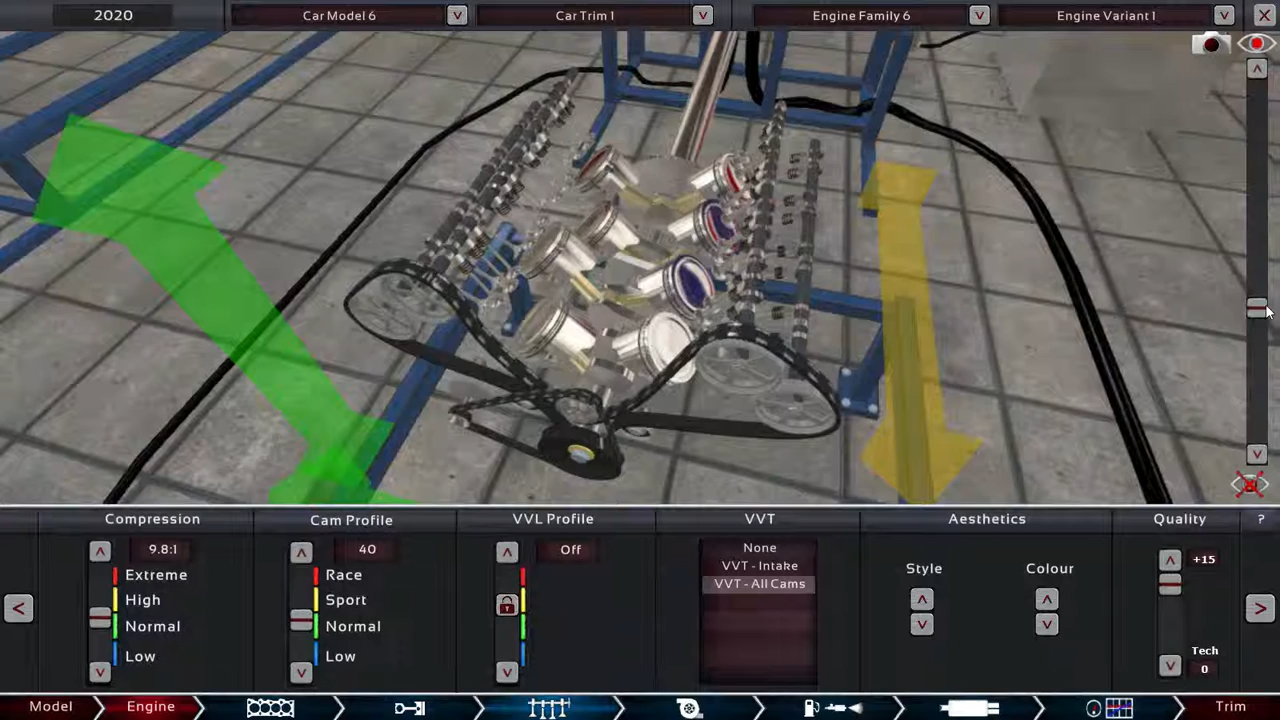 2020
Car Model 6
Car Trim 1
Engine Family 6
Engine Variant 1
Compression
9.8:1
Extreme
High
Normal
Low
Cam Profile
40
Race
Sport
Normal
Low
VVL Profile
Off
VVT
None
VVT - Intake
VVT - All Cams
Aesthetics
Style
Colour
Quality
+15
Tech
0
?
Model
Engine
Trim